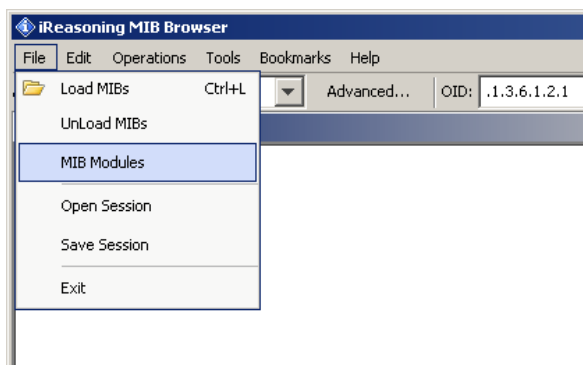 iReasoning MIB Browser
File Edit Operations Tools Bookmarks Help
Load MIBs Ctrl+L
Advanced... OID: .1.3.6.1.2.1
UnLoad MIBs
MIB Modules
Open Session
Save Session
Exit